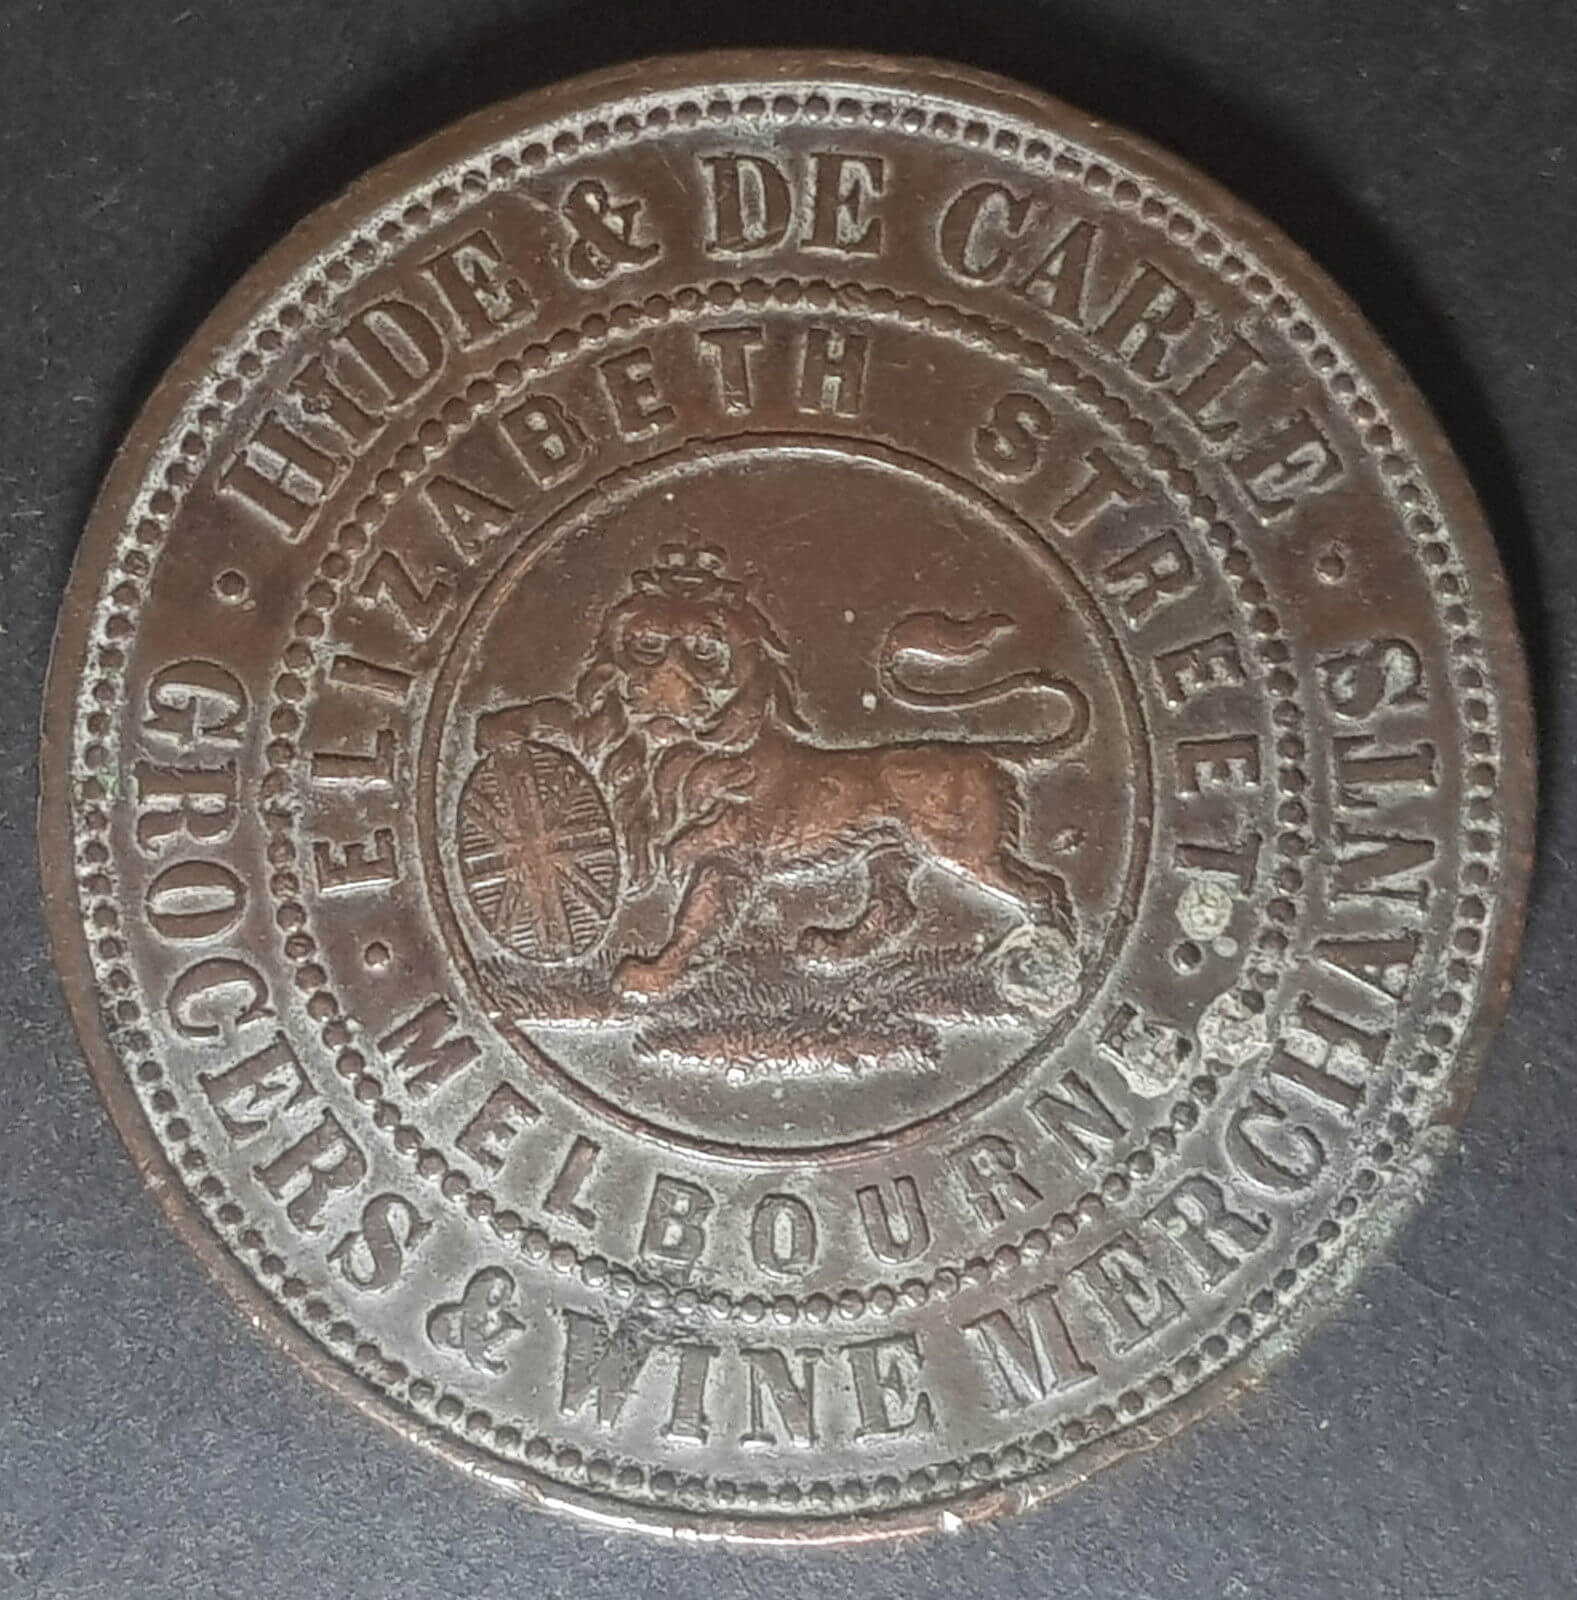 HIDE & DE CARLE
GROCERS & WINE MERCHANTS
ELIZABETH STREET
MELBOURNE